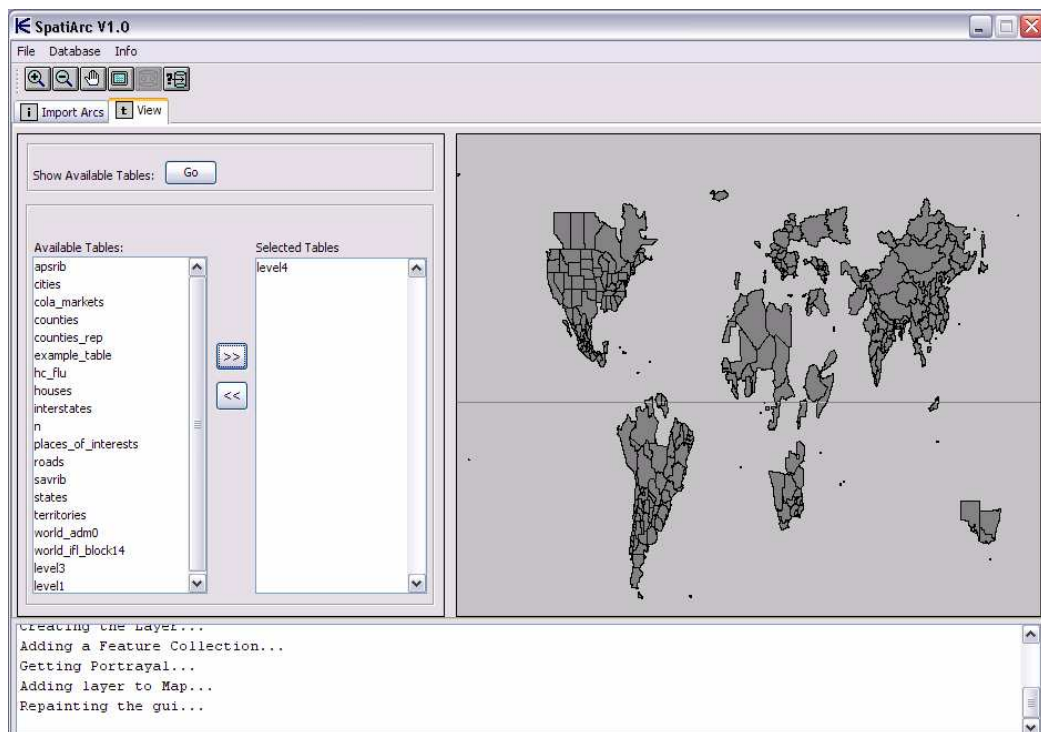 SpatiArc V1.0
File Database Info
Import Arcs
View
Show Available Tables: Go
Available Tables:
apsrib
cities
cola_markets
counties
counties_rep
example_table
hc_flu
houses
interstates
n
places_of_interests
roads
savrib
states
territories
world_adm0
world_ifl_block14
level3
level1
>>
<<
Selected Tables
level4
Creating the Layer...
Adding a Feature Collection...
Getting Portrayal...
Adding layer to Map...
Repainting the gui...